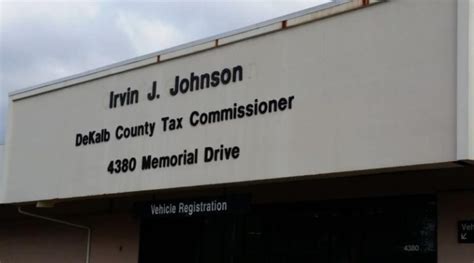 Irvin J. Johnson
DeKalb County Tax Commissioner
4380 Memorial Drive
Vehicle Registration
4380